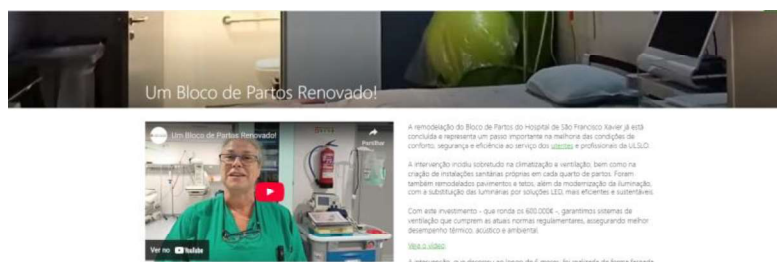 Um Bloco de Partos Renovado!
Um Bloco de Partos Renovado!
Partilhar
Ver no YouTube
A remodelação do Bloco de Partos do Hospital de São Francisco Xavier já está
concluída e representa um passo importante na melhoria das condições de
conforto, segurança e eficiência ao serviço dos utentes e profissionais da ULSLO.
A intervenção incidiu sobretudo na climatização e ventilação, bem como na
criação de instalações sanitárias próprias em cada quarto de partos. Foram
também remodelados pavimentos e tetos, além da modernização da iluminação,
com a substituição das luminárias por soluções LED, mais eficientes e sustentáveis.
Com este investimento - que ronda os 600.000€ -, garantimos sistemas de
ventilação que cumprem as atuais normas regulamentares, assegurando melhor
desempenho térmico, acústico e ambiental.
Veja o vídeo